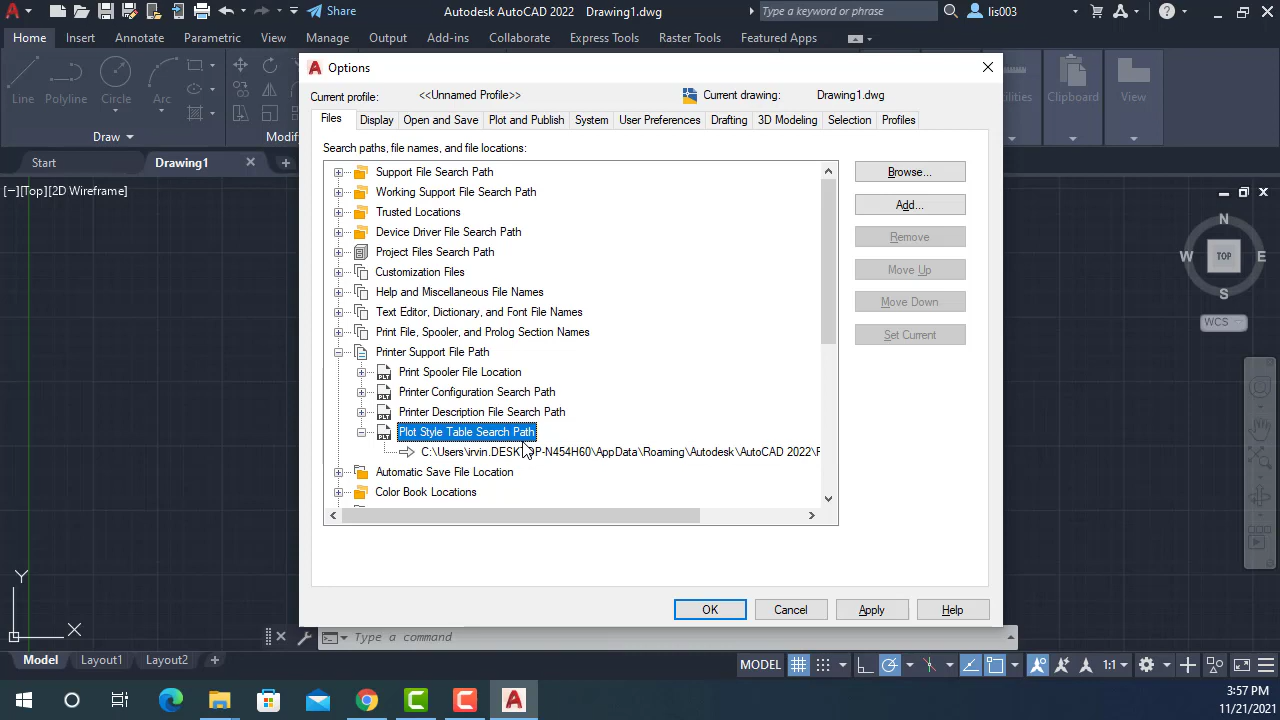 Share
Autodesk AutoCAD 2022 Drawing1.dwg
Type a keyword or phrase
lis003
Home Insert Annotate Parametric View Manage Output Add-ins Collaborate Express Tools Raster Tools Featured Apps
Line Polyline Circle Arc
Clipboard View
Draw
Start Drawing1
[−][Top][2D Wireframe]
Options
Current profile: <<Unnamed Profile>> Current drawing: Drawing1.dwg
Files Display Open and Save Plot and Publish System User Preferences Drafting 3D Modeling Selection Profiles
Search paths, file names, and file locations:
Support File Search Path
Working Support File Search Path
Trusted Locations
Device Driver File Search Path
Project Files Search Path
Customization Files
Help and Miscellaneous File Names
Text Editor, Dictionary, and Font File Names
Print File, Spooler, and Prolog Section Names
Printer Support File Path
PLT Print Spooler File Location
PLT Printer Configuration Search Path
PLT Printer Description File Search Path
PLT Plot Style Table Search Path
C:\Users\irvin.DESKTOP-N454H60\AppData\Roaming\Autodesk\AutoCAD 2022\
Automatic Save File Location
Color Book Locations
Browse...
Add...
Remove
Move Up
Move Down
Set Current
OK Cancel Apply Help
N
W TOP E
S
WCS
Y
X
Type a command
Model Layout1 Layout2
MODEL
1:1
3:57 PM
11/21/2021